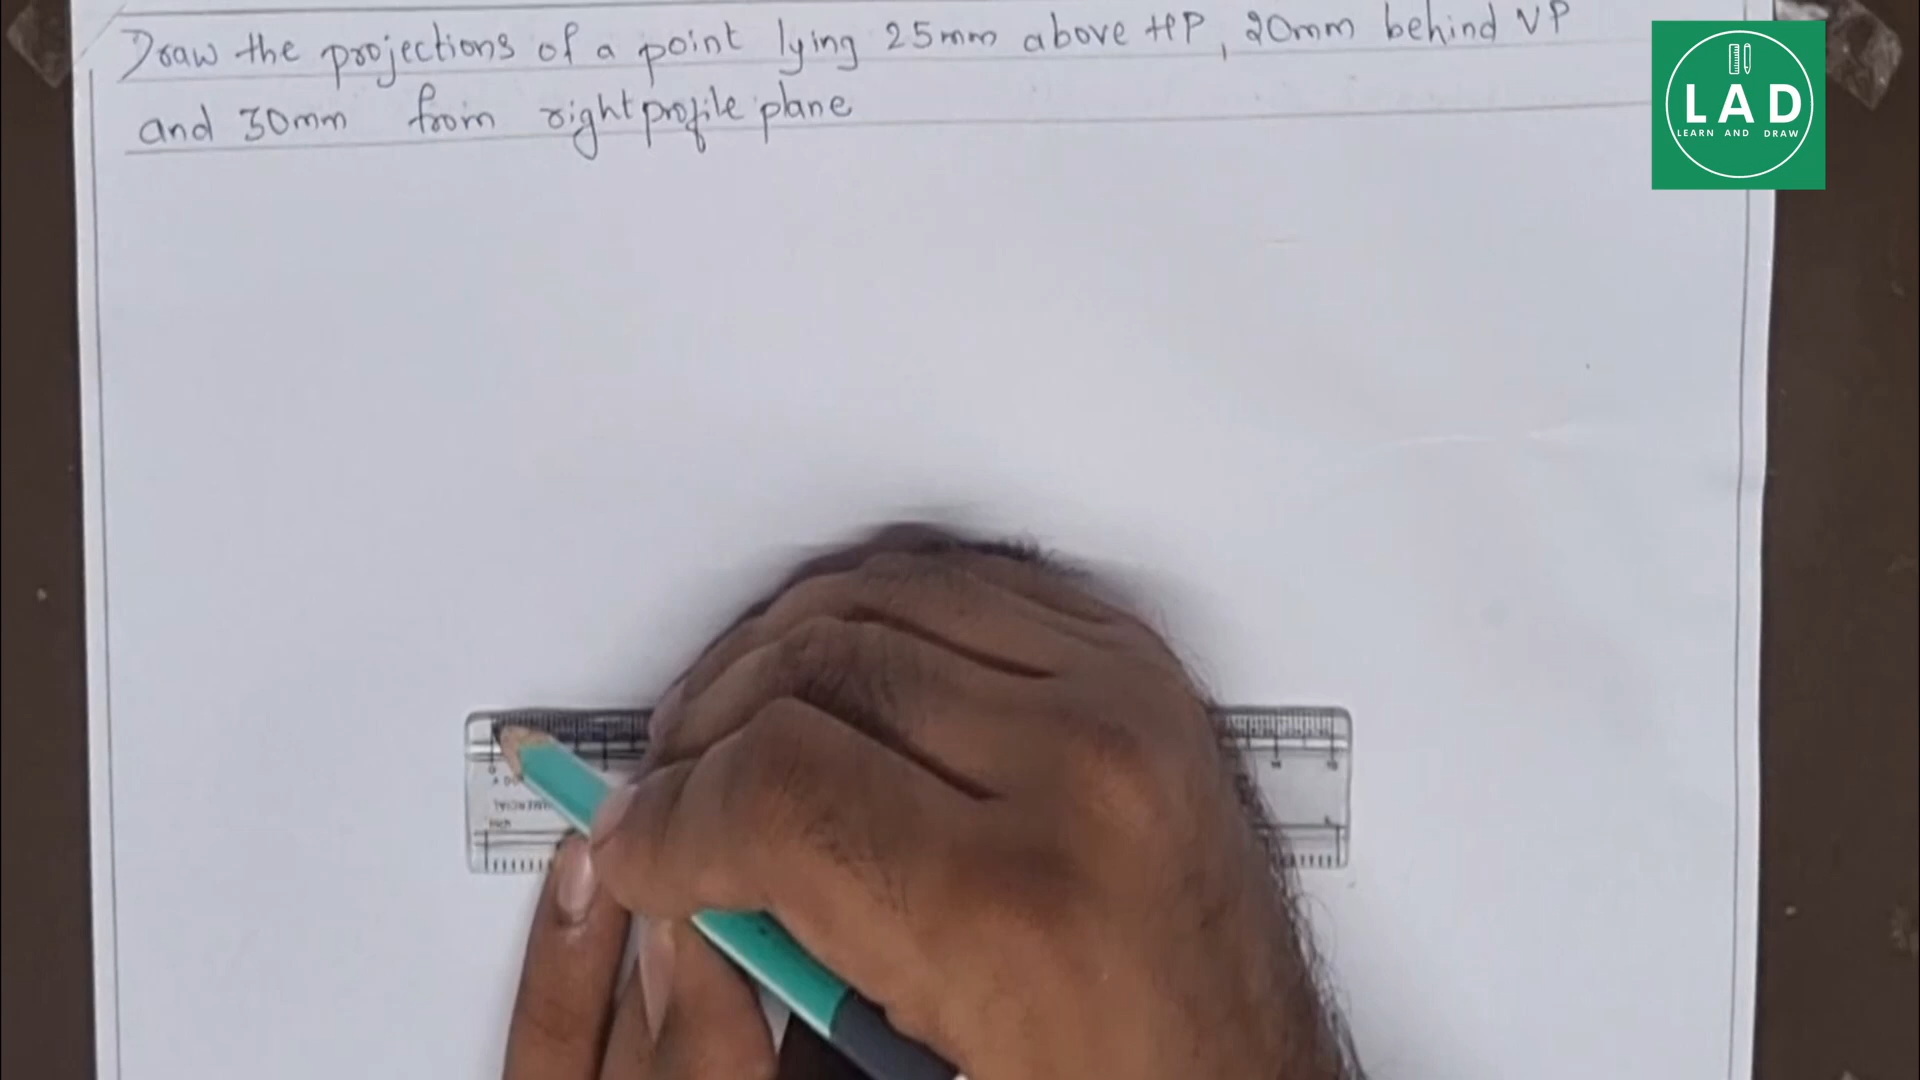 Draw the projections of a point lying 25mm above HP, 20mm behind VP
and 30mm from right profile plane
LAD
LEARN AND DRAW